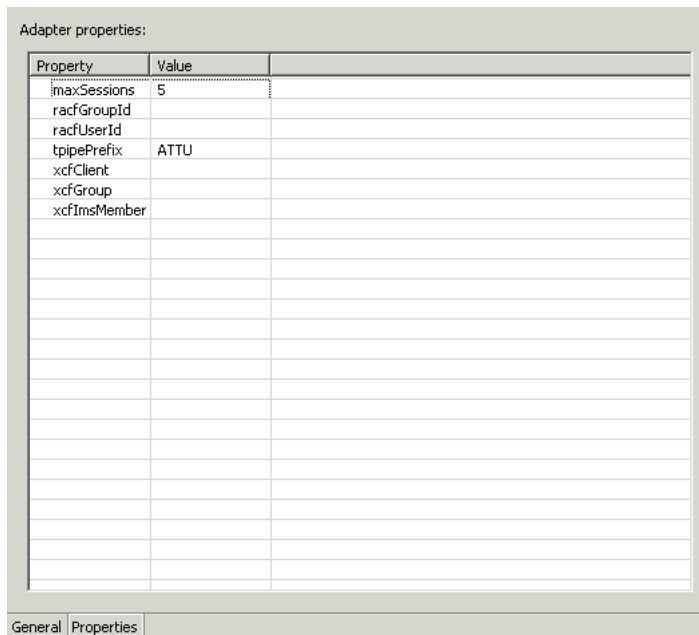 Adapter properties:
Property Value
maxSessions 5
racfGroupId
racfUserId
tpipePrefix ATTU
xcfClient
xcfGroup
xcfImsMember
General Properties